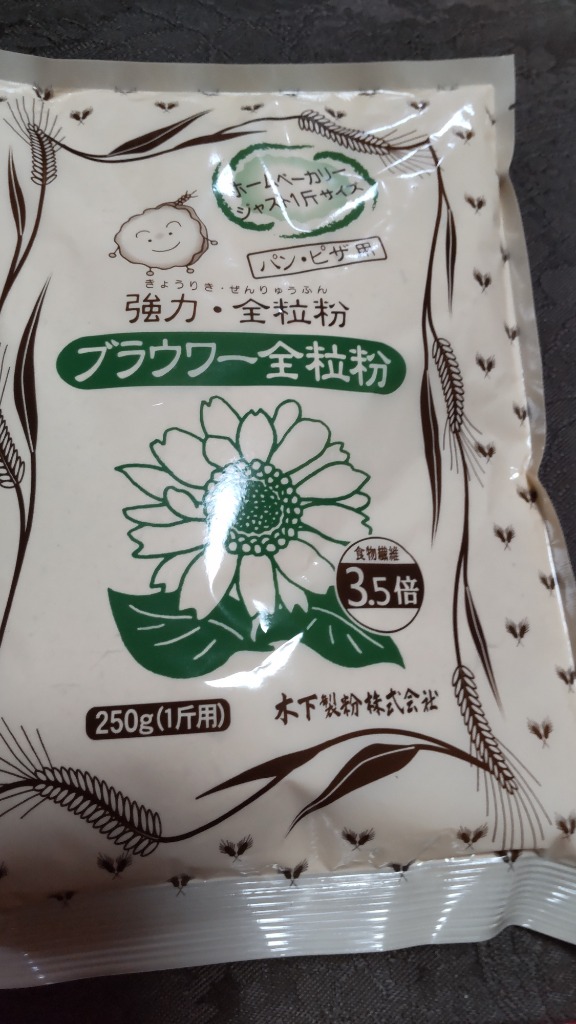 ホームベーカリー
ジャスト1斤サイズ
パン・ピザ用
きょうりき・ぜんりゅうふん
強力・全粒粉
ブラウワー全粒粉
食物繊維
3.5倍
250g(1斤用)
木下製粉株式会社